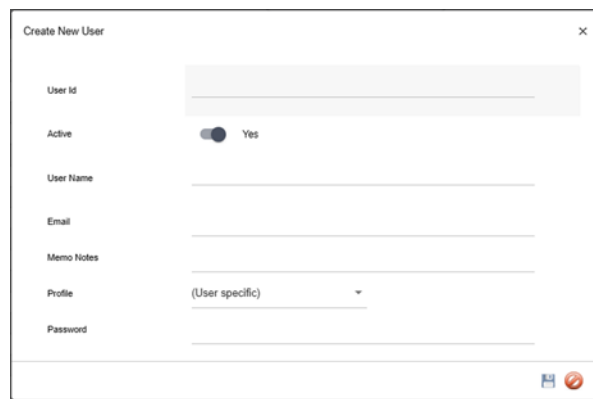 Create New User
User Id
Active Yes
User Name
Email
Memo Notes
Profile (User specific)
Password